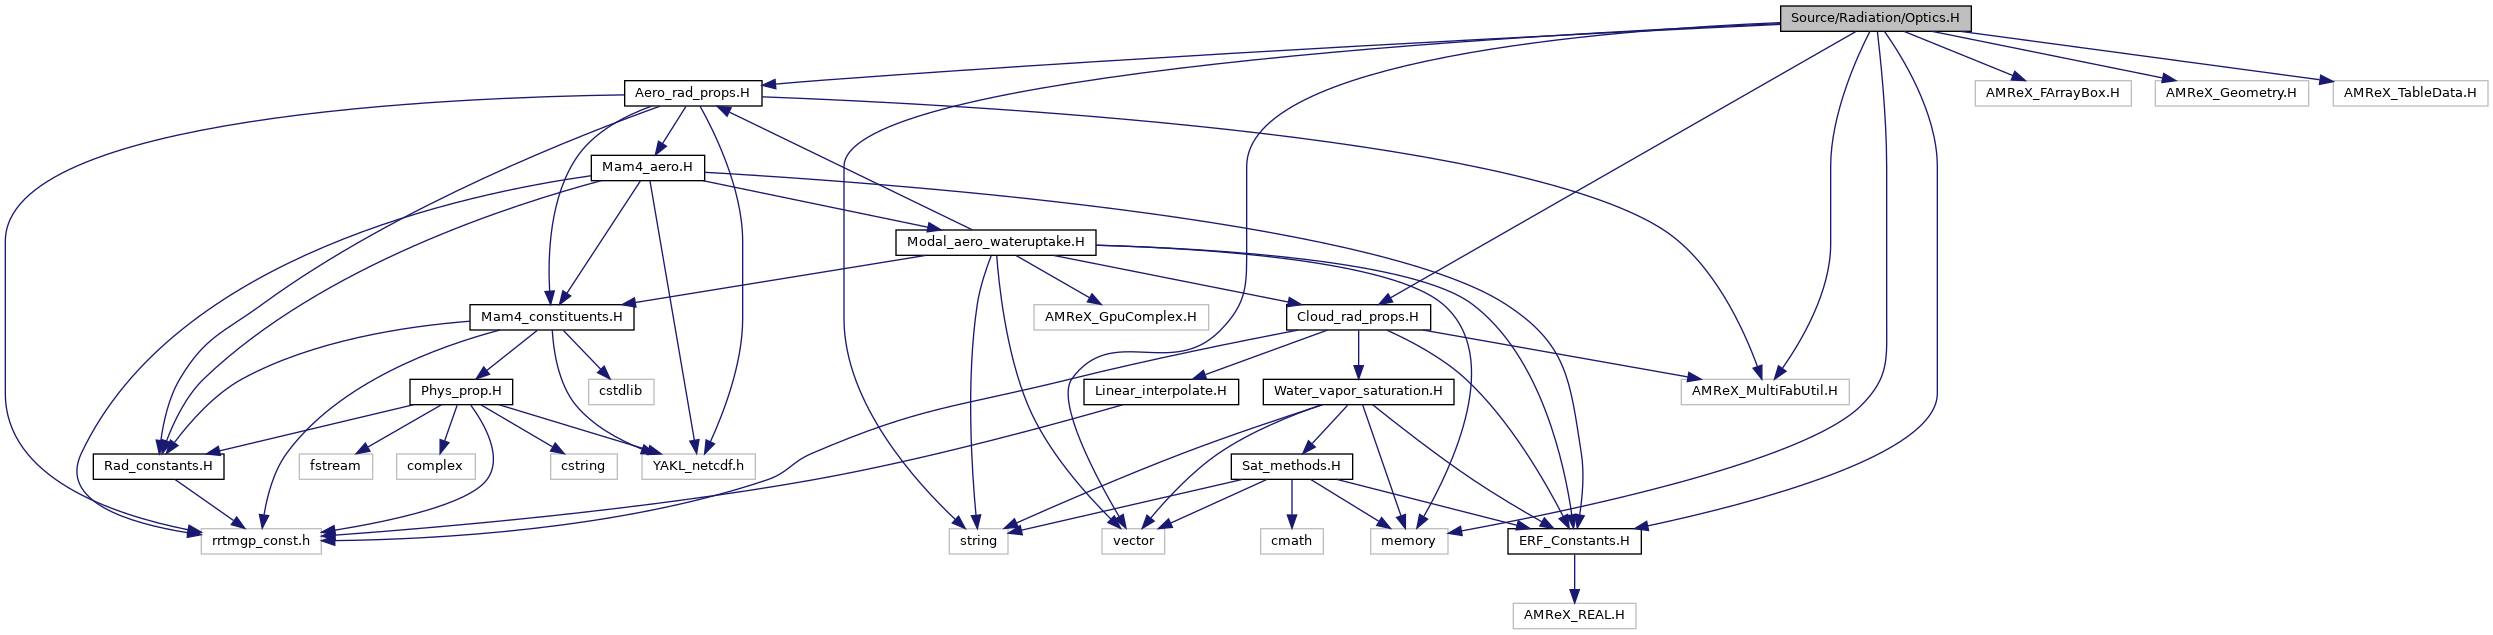 Source/Radiation/Optics.H
Aero_rad_props.H
AMReX_FArrayBox.H
AMReX_Geometry.H
AMReX_TableData.H
Mam4_aero.H
Modal_aero_wateruptake.H
Mam4_constituents.H
AMReX_GpuComplex.H
Cloud_rad_props.H
Phys_prop.H
cstdlib
Linear_interpolate.H
Water_vapor_saturation.H
AMReX_MultiFabUtil.H
Rad_constants.H
fstream
complex
cstring
YAKL_netcdf.h
Sat_methods.H
rrtmgp_const.h
string
vector
cmath
memory
ERF_Constants.H
AMReX_REAL.H